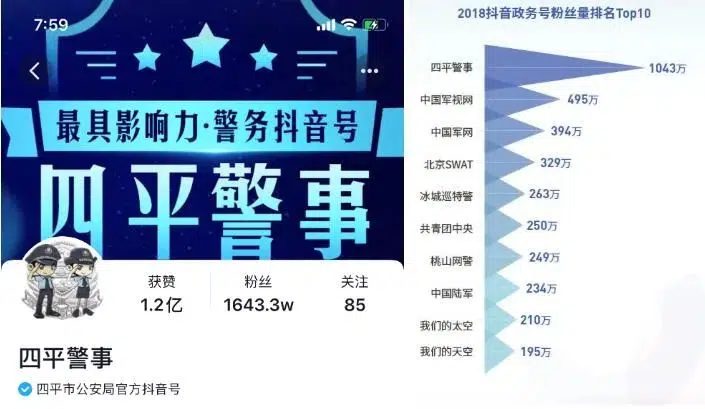 7:59
最具影响力·警务抖音号
四平警事
获赞
粉丝
关注
1.2亿
1643.3w
85
四平警事
四平市公安局官方抖音号
2018抖音政务号粉丝量排名Top10
四平警事 1043万
中国军视网 495万
中国军网 394万
北京SWAT 329万
冰城巡特警 263万
共青团中央 250万
桃山网警 249万
中国陆军 234万
我们的太空 210万
我们的天空 195万